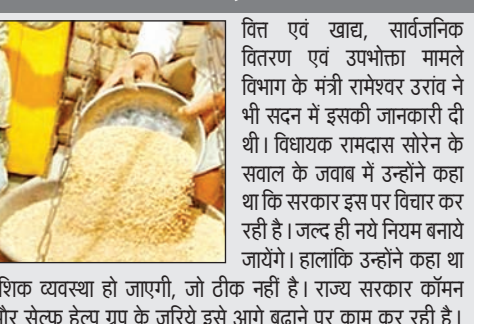 वित्त एवं खाद्य, सार्वजनिक
वितरण एवं उपभोक्ता मामले
विभाग के मंत्री रामेश्वर उरांव ने
भी सदन में इसकी जानकारी दी
थी। विधायक रामदास सोरेन के
सवाल के जवाब में उन्होंने कहा
था कि सरकार इस पर विचार कर
रही है। जल्द ही नये नियम बनाये
जायेंगे। हालांकि उन्होंने कहा था
व्यवस्था हो जाएगी, जो ठीक नहीं है। राज्य सरकार कॉमन
सेल्फ हेल्प ग्रुप के जरिये इसे आगे बढ़ाने पर काम कर रही है।